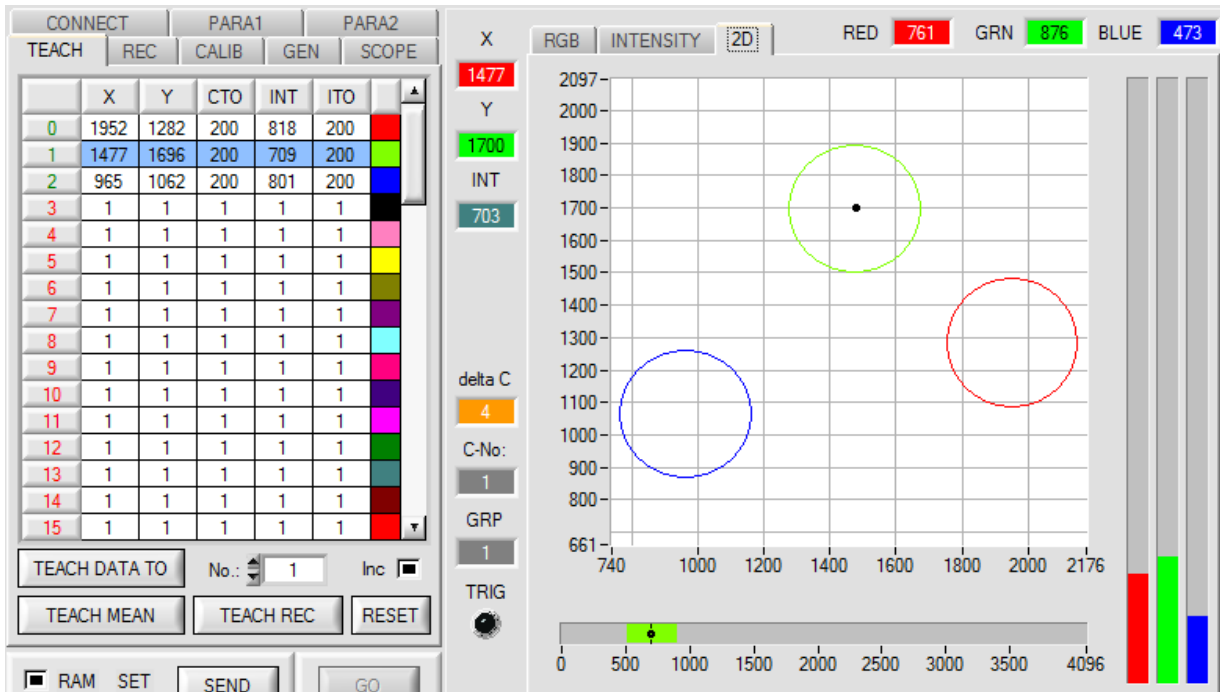 CONNECT PARA1 PARA2
TEACH REC CALIB GEN SCOPE
X Y CTO INT ITO
0 1952 1282 200 818 200
1 1477 1696 200 709 200
2 965 1062 200 801 200
3 1 1 1 1 1
4 1 1 1 1 1
5 1 1 1 1 1
6 1 1 1 1 1
7 1 1 1 1 1
8 1 1 1 1 1
9 1 1 1 1 1
10 1 1 1 1 1
11 1 1 1 1 1
12 1 1 1 1 1
13 1 1 1 1 1
14 1 1 1 1 1
15 1 1 1 1 1
TEACH DATA TO No.: 1 Inc
TEACH MEAN TEACH REC RESET
RAM SET SEND GO
X
1477
Y
1700
INT
703
delta C
4
C-No:
1
GRP
1
TRIG
RGB INTENSITY 2D RED 761 GRN 876 BLUE 473
2097
2000
1900
1800
1700
1600
1500
1400
1300
1200
1100
1000
900
800
661
740 1000 1200 1400 1600 1800 2000 2176
0 500 1000 1500 2000 2500 3000 3500 4096